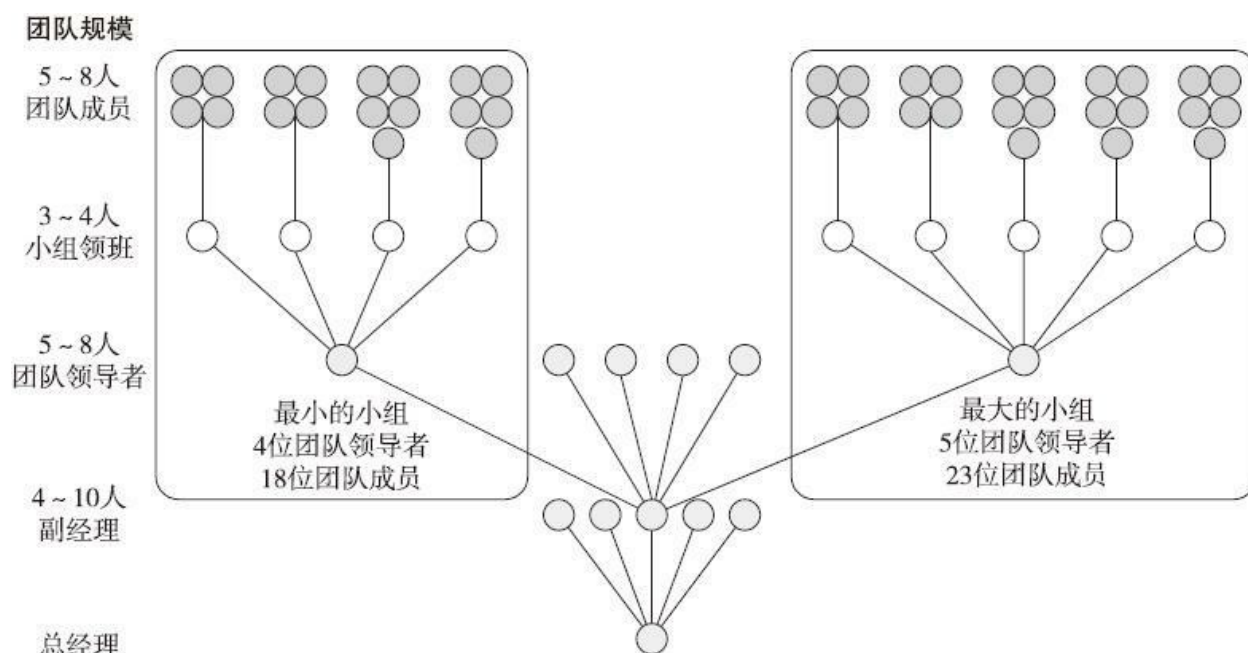 团队规模
5～8人
团队成员
3～4人
小组领班
5～8人
团队领导者
最小的小组
4位团队领导者
18位团队成员
最大的小组
5位团队领导者
23位团队成员
4～10人
副经理
总经理